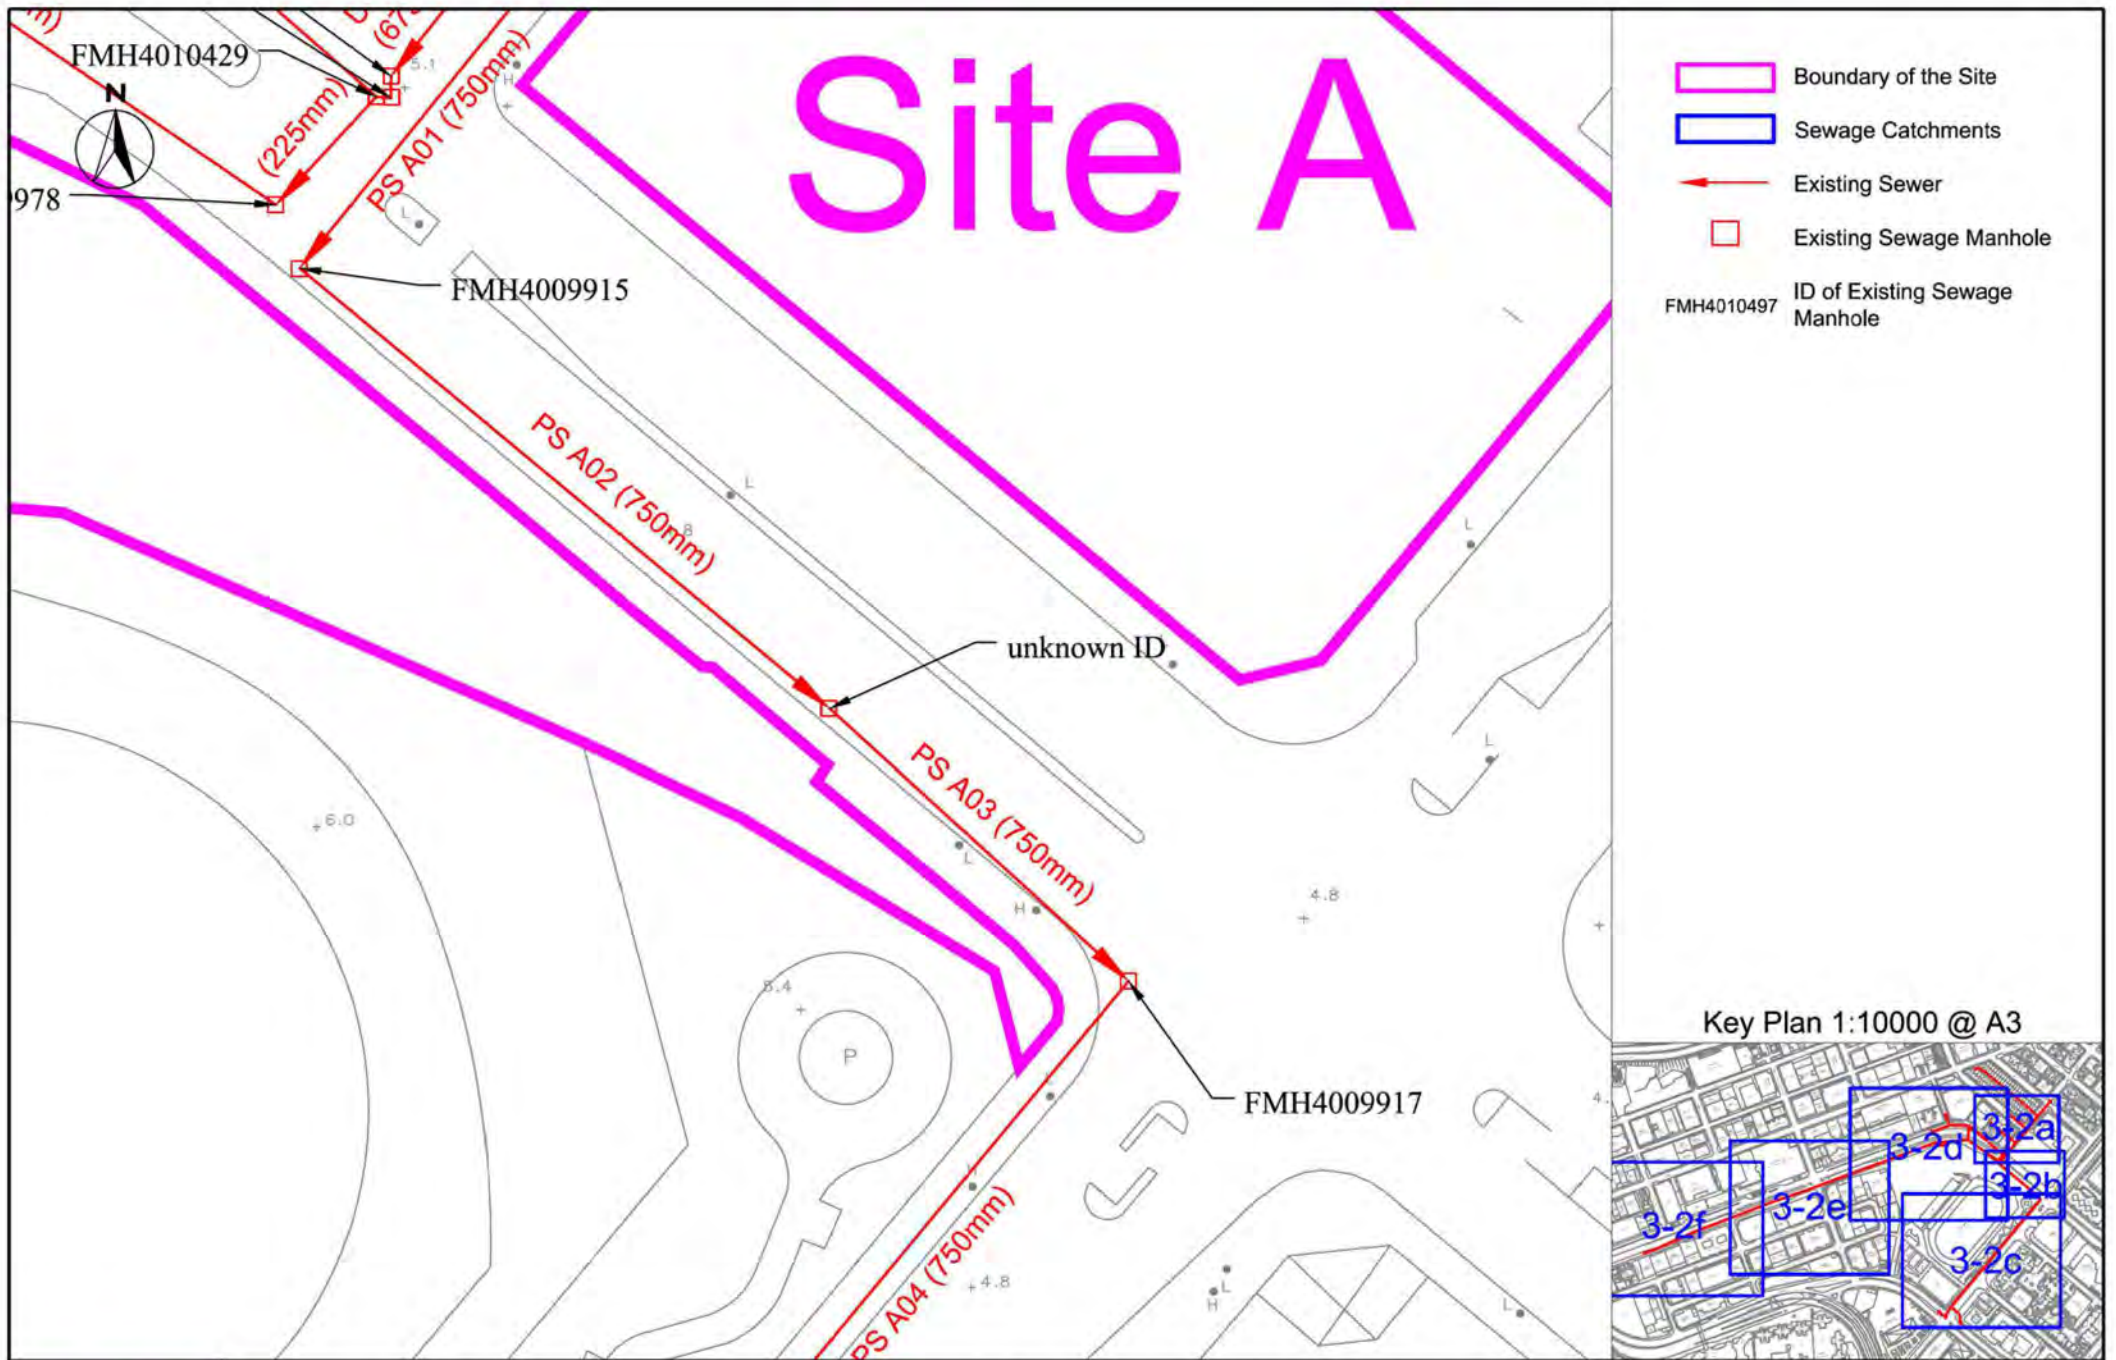 FMH4010429
5.1
H
N
(225mm)
PS A01 (750mm)
978
L
FMH4009915
Site A
PS A02 (750mm)
8
L
L
unknown ID
L
PS A03 (750mm)
6.0
L
H
4.8
5.4
P
FMH4009917
L
H
PS A04 (750mm)
4.8
L
H
L
4.
Boundary of the Site
Sewage Catchments
Existing Sewer
Existing Sewage Manhole
FMH4010497
ID of Existing Sewage
Manhole
Key Plan 1:10000 @ A3
3-2a
3-2d
3-2b
3-2e
3-2f
3-2c